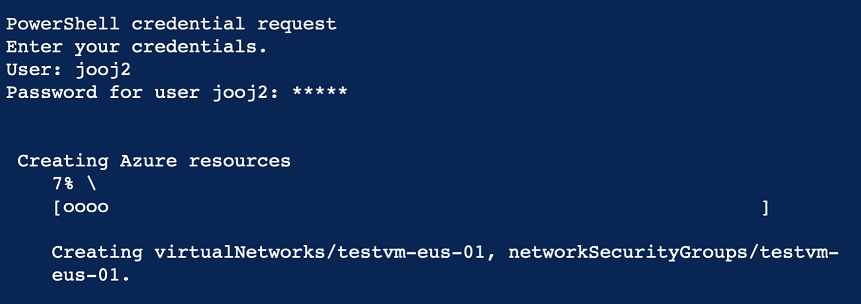 PowerShell credential request
Enter your credentials.
User: jooj2
Password for user jooj2: *****
Creating Azure resources
7% \
[oooo ]
Creating virtualNetworks/testvm-eus-01, networkSecurityGroups/testvm-
eus-01.